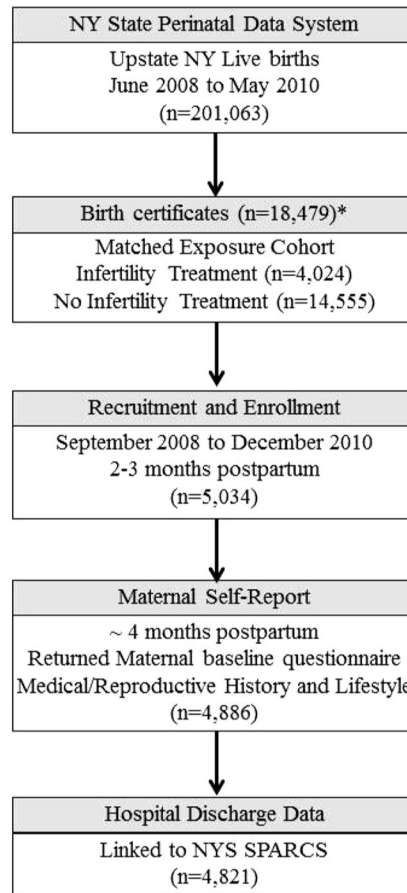 NY State Perinatal Data System
Upstate NY Live births
June 2008 to May 2010
(n=201,063)
Birth certificates (n=18,479)*
Matched Exposure Cohort
Infertility Treatment (n=4,024)
No Infertility Treatment (n=14,555)
Recruitment and Enrollment
September 2008 to December 2010
2-3 months postpartum
(n=5,034)
Maternal Self-Report
~ 4 months postpartum
Returned Maternal baseline questionnaire
Medical/Reproductive History and Lifestyle
(n=4,886)
Hospital Discharge Data
Linked to NYS SPARCS
(n=4,821)